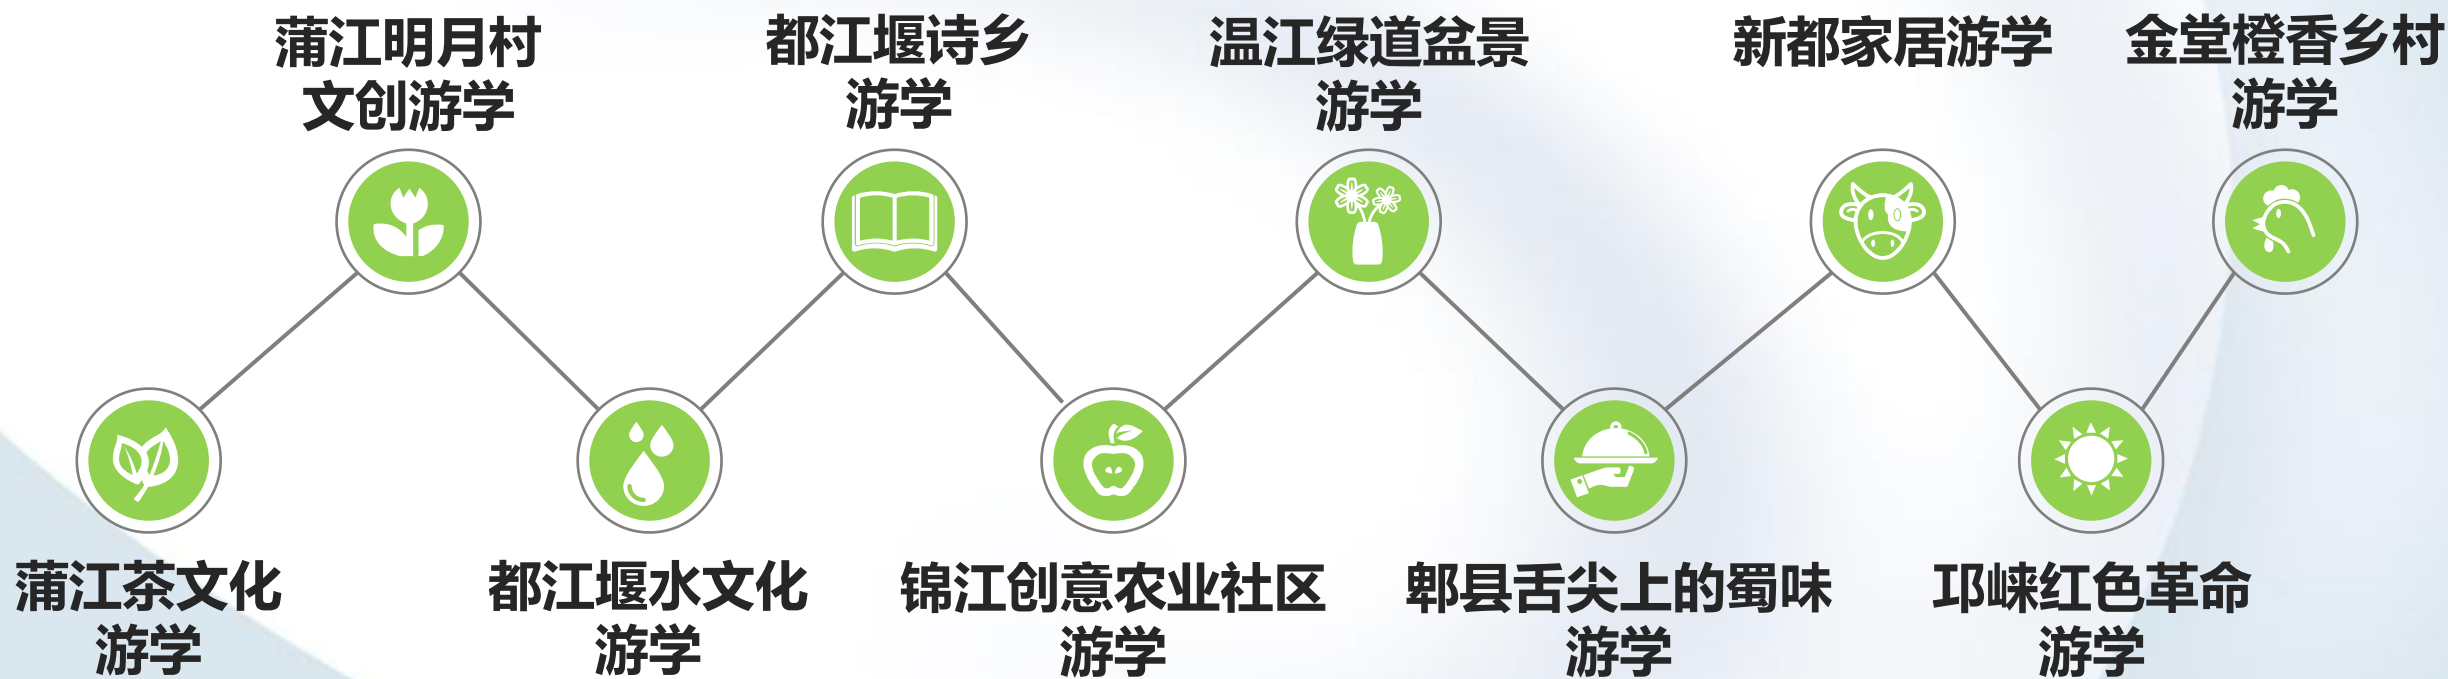 蒲江明月村
文创游学
都江堰诗乡
游学
温江绿道盆景
游学
新都家居游学
金堂橙香乡村
游学
蒲江茶文化
游学
都江堰水文化
游学
锦江创意农业社区
游学
郫县舌尖上的蜀味
游学
邛崃红色革命
游学